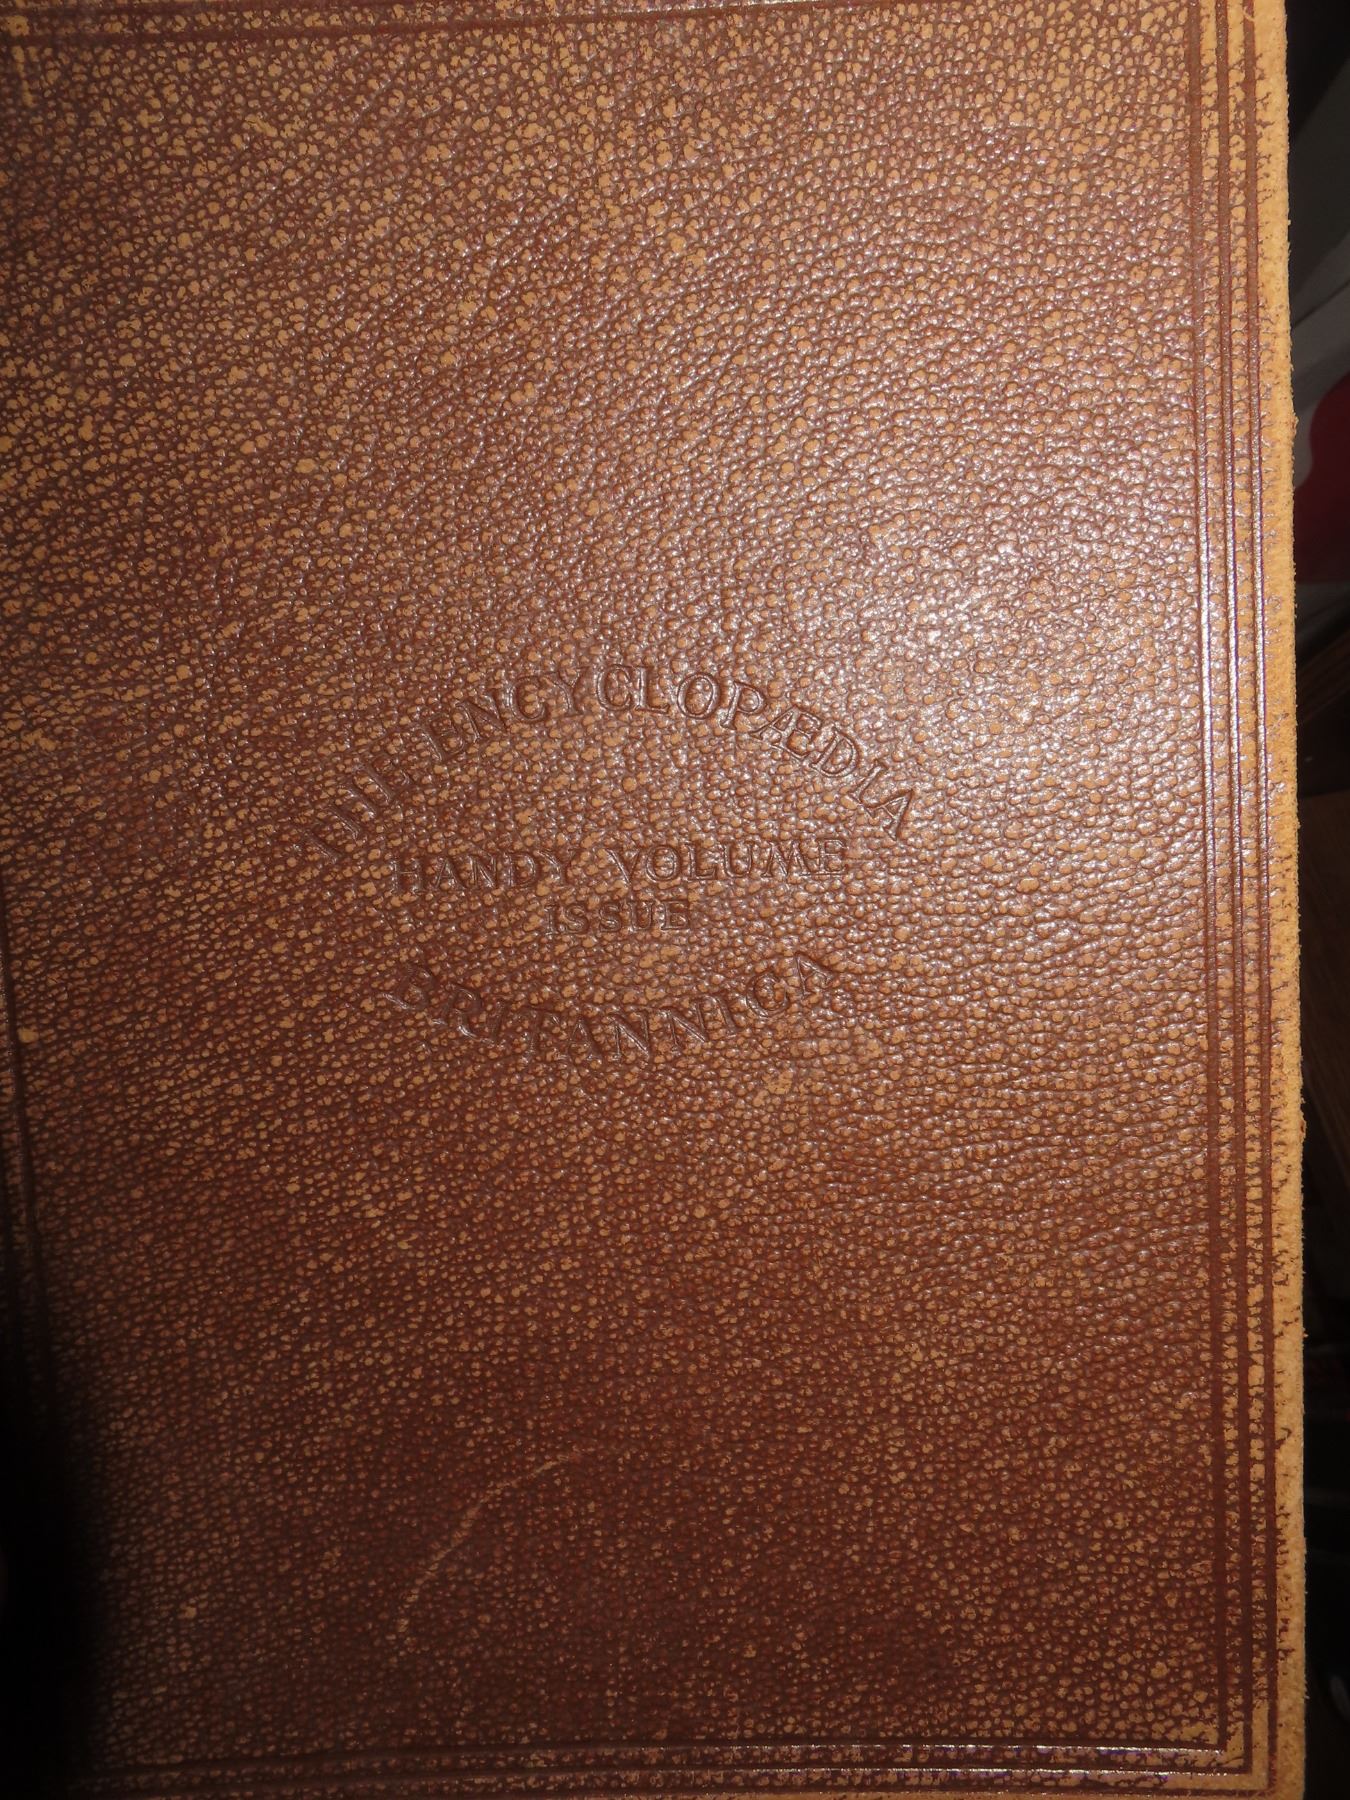 THE ENCYCLOPÆDIA
HANDY VOLUME
ISSUE
BRITANNICA